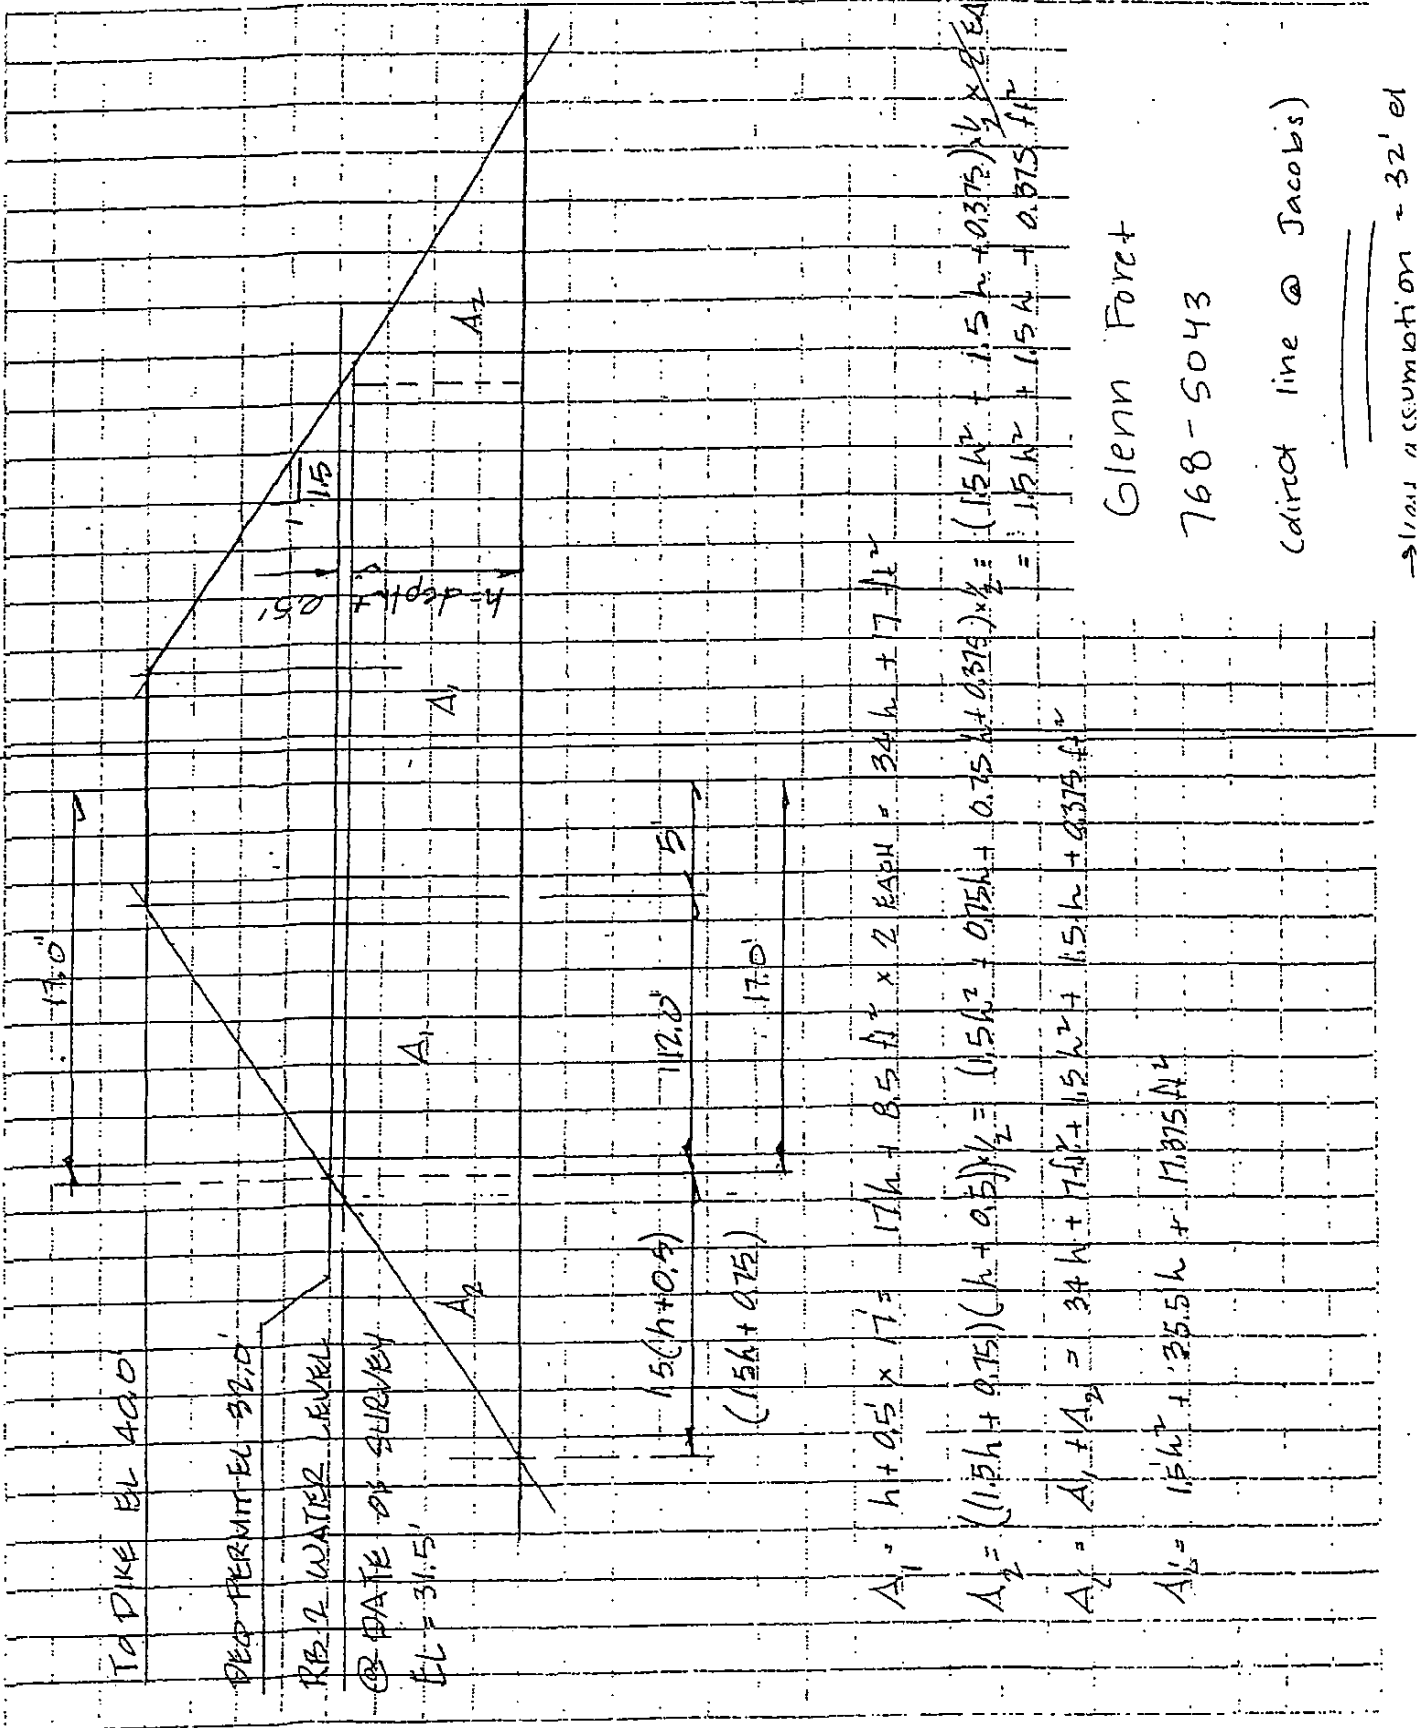 17.0'
To DIKE EL 40.0'
PERMIT EL 32.0'
RB-2 WATER LEVEL
@ DATE OF SURVEY
EL = 31.5'
0.5'
1
1.5
h=depth
A2
A1
A1
A2
1.5(h+0.5)
12.0'
5'
(1.5h + 0.75)
17.0'
A1 = h + 0.5' x 17' = 17h + 8.5 ft² x 2 EACH = 34h + 17 ft²
A2 = ((1.5h + 0.75)(h + 0.5)) x 1/2 = (1.5h² + 0.75h + 0.75h + 0.375) x 1/2 = (1.5h² + 1.5h + 0.375) x 1/2 x 2/EA
= 1.5h² + 1.5h + 0.375 ft²
= A1 + A2 = 34h + 17ft² + 1.5h² + 1.5h + 0.375 ft²
= 1.5h² + 35.5h + 17.375 ft²
Glenn Foret
768-5043
(direct line @ Jacobs)
= 32' el